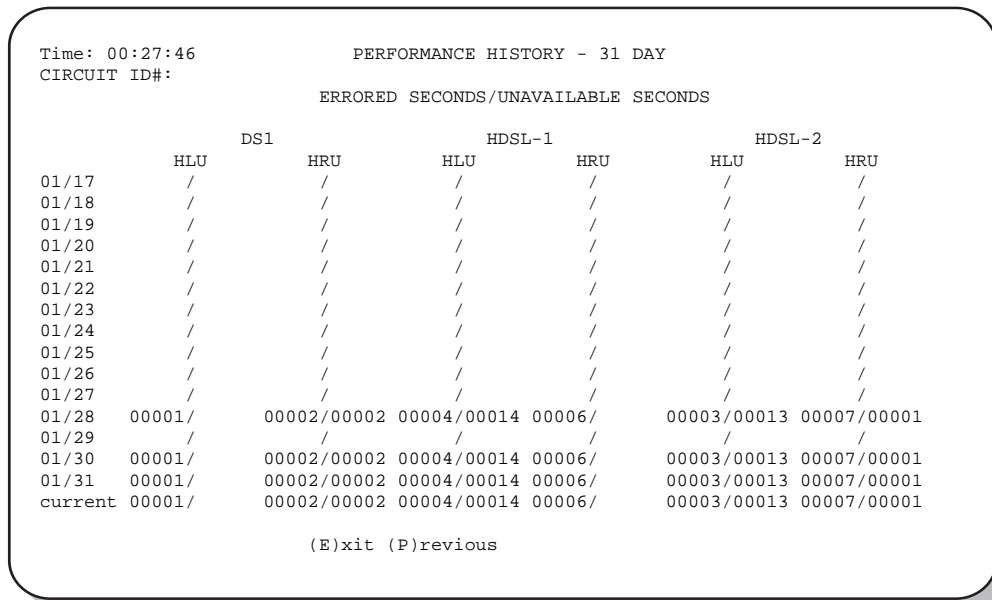 Time: 00:27:46                PERFORMANCE HISTORY - 31 DAY
CIRCUIT ID#:
                            ERRORED SECONDS/UNAVAILABLE SECONDS
                    DS1                     HDSL-1                    HDSL-2
             HLU          HRU          HLU          HRU          HLU          HRU
01/17          /            /            /            /            /            /
01/18          /            /            /            /            /            /
01/19          /            /            /            /            /            /
01/20          /            /            /            /            /            /
01/21          /            /            /            /            /            /
01/22          /            /            /            /            /            /
01/23          /            /            /            /            /            /
01/24          /            /            /            /            /            /
01/25          /            /            /            /            /            /
01/26          /            /            /            /            /            /
01/27          /            /            /            /            /            /
01/28    00001/       00002/00002 00004/00014 00006/       00003/00013 00007/00001
01/29          /            /            /            /            /            /
01/30    00001/       00002/00002 00004/00014 00006/       00003/00013 00007/00001
01/31    00001/       00002/00002 00004/00014 00006/       00003/00013 00007/00001
current 00001/       00002/00002 00004/00014 00006/       00003/00013 00007/00001
                           (E)xit (P)revious